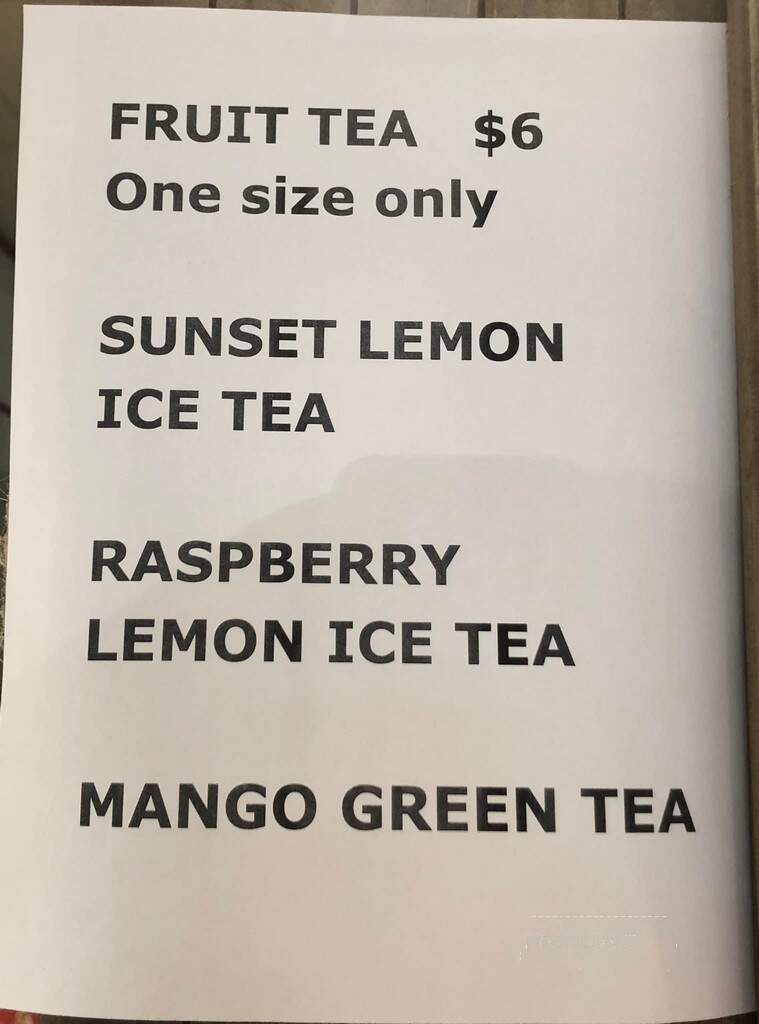 FRUIT TEA $6
One size only
SUNSET LEMON
ICE TEA
RASPBERRY
LEMON ICE TEA
MANGO GREEN TEA